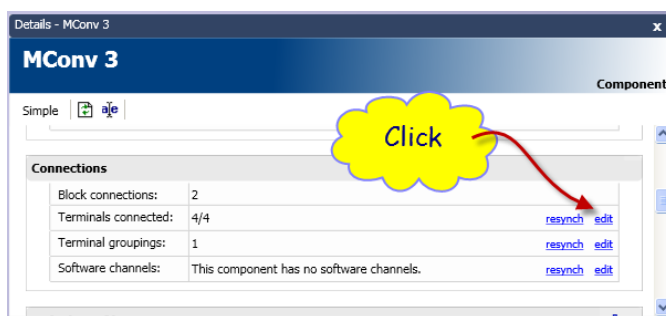 Details - MConv 3 x
MConv 3
Component
Simple a e
Click
Connections
Block connections: 2
Terminals connected: 4/4 resynch edit
Terminal groupings: 1 resynch edit
Software channels: This component has no software channels. resynch edit